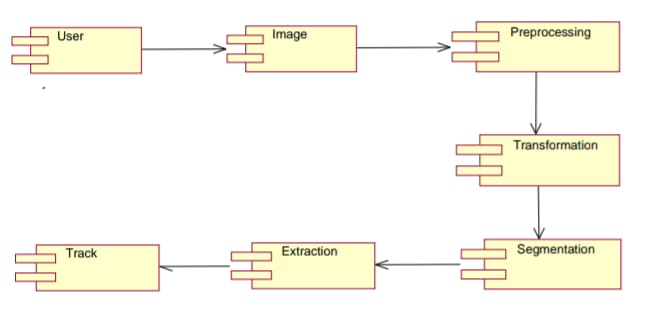 User
Image
Preprocessing
Transformation
Segmentation
Extraction
Track